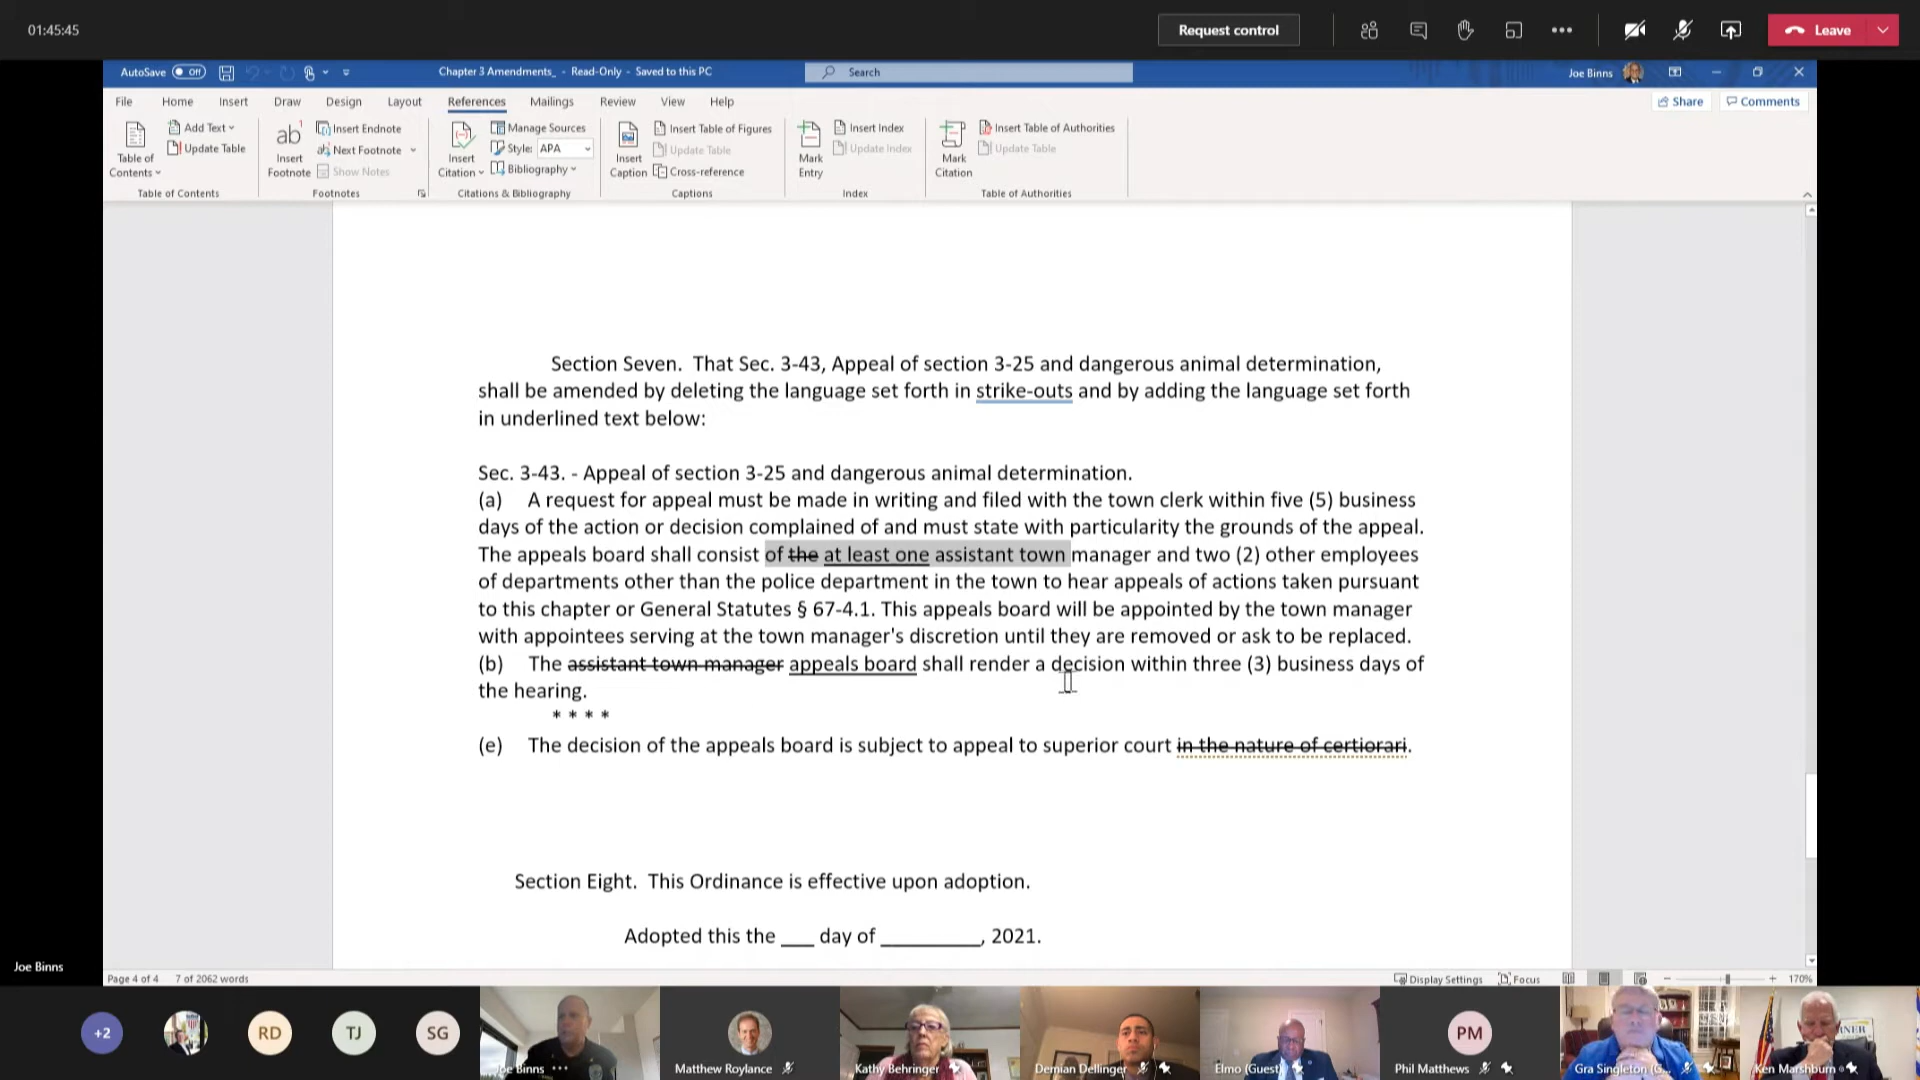 01:45:45
Request control
Leave
AutoSave Off
Chapter 3 Amendments_ - Read-Only - Saved to this PC
Search
Joe Binns
File Home Insert Draw Design Layout References Mailings Review View Help
Share Comments
Table of Contents
Add Text
Update Table
Table of Contents
ab
Insert Footnote
Insert Endnote
Next Footnote
Show Notes
Footnotes
Insert Citation
Manage Sources
Style: APA
Bibliography
Citations & Bibliography
Insert Caption
Insert Table of Figures
Update Table
Cross-reference
Captions
Mark Entry
Insert Index
Update Index
Index
Mark Citation
Insert Table of Authorities
Update Table
Table of Authorities
Section Seven. That Sec. 3-43, Appeal of section 3-25 and dangerous animal determination,
shall be amended by deleting the language set forth in strike-outs and by adding the language set forth
in underlined text below:
Sec. 3-43. - Appeal of section 3-25 and dangerous animal determination.
(a) A request for appeal must be made in writing and filed with the town clerk within five (5) business
days of the action or decision complained of and must state with particularity the grounds of the appeal.
The appeals board shall consist of the at least one assistant town manager and two (2) other employees
of departments other than the police department in the town to hear appeals of actions taken pursuant
to this chapter or General Statutes § 67-4.1. This appeals board will be appointed by the town manager
with appointees serving at the town manager's discretion until they are removed or ask to be replaced.
(b) The assistant town manager appeals board shall render a decision within three (3) business days of
the hearing.
* * * *
(e) The decision of the appeals board is subject to appeal to superior court in the nature of certiorari.
Section Eight. This Ordinance is effective upon adoption.
Adopted this the ___ day of _________, 2021.
Joe Binns
Page 4 of 4 7 of 2062 words
Display Settings Focus 170%
+2 RD TJ SG PM
Joe Binns
Matthew Roylance
Kathy Behringer
Demian Dellinger
Elmo (Guest)
Phil Matthews
Gra Singleton (G...
Ken Marshburn